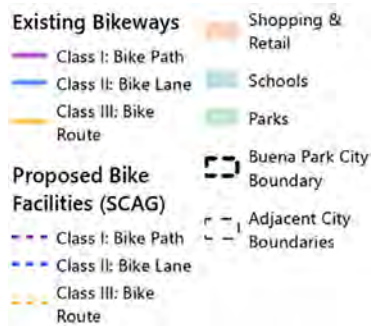 Existing Bikeways
Class I: Bike Path
Class II: Bike Lane
Class III: Bike
Route
Proposed Bike
Facilities (SCAG)
Class I: Bike Path
Class II: Bike Lane
Class III: Bike
Route
Shopping &
Retail
Schools
Parks
Buena Park City
Boundary
Adjacent City
Boundaries